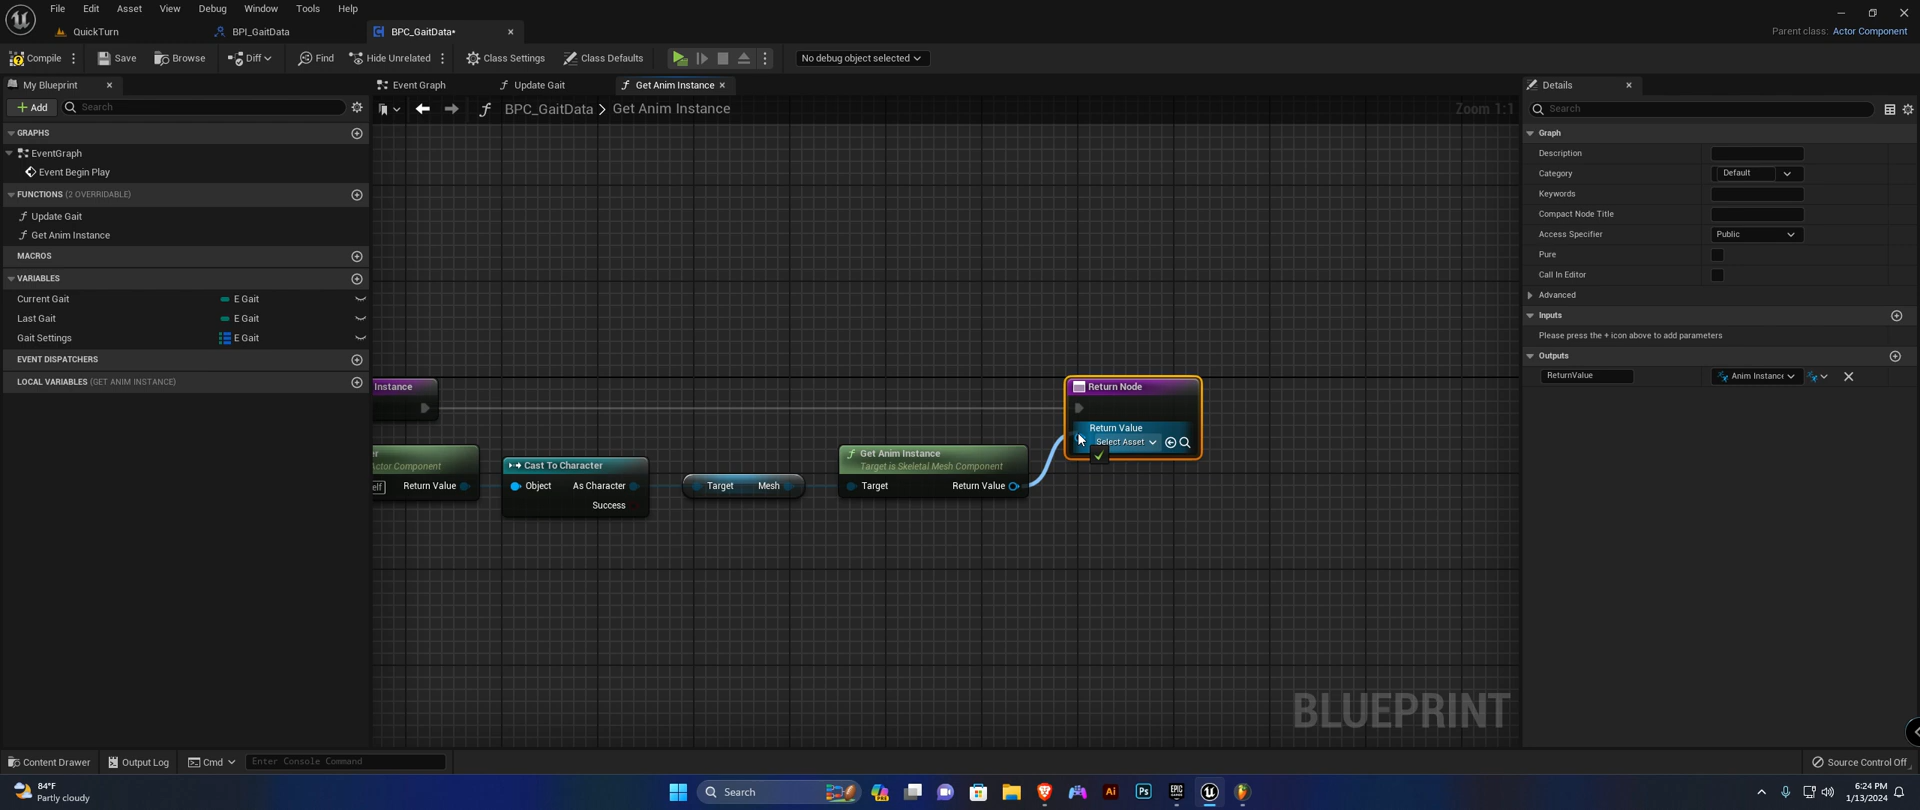 File Edit Asset View Debug Window Tools Help
QuickTurn BPI_GaitData BPC_GaitData•
Parent class: Actor Component
Compile Save Browse Diff Find Hide Unrelated Class Settings Class Defaults No debug object selected
My Blueprint
Event Graph Update Gait Get Anim Instance
Details
Add Search
BPC_GaitData > Get Anim Instance
Zoom 1:1
Search
GRAPHS
EventGraph
Event Begin Play
FUNCTIONS (2 OVERRIDABLE)
Update Gait
Get Anim Instance
MACROS
VARIABLES
Current Gait E Gait
Last Gait E Gait
Gait Settings E Gait
EVENT DISPATCHERS
LOCAL VARIABLES (GET ANIM INSTANCE)
Instance
er
Actor Component
elf Return Value
Cast To Character
Object As Character
Success
Target Mesh
Get Anim Instance
Target is Skeletal Mesh Component
Target Return Value
Return Node
Return Value
Select Asset
BLUEPRINT
Graph
Description
Category Default
Keywords
Compact Node Title
Access Specifier Public
Pure
Call In Editor
Advanced
Inputs
Please press the + icon above to add parameters
Outputs
ReturnValue Anim Instance
Content Drawer Output Log Cmd Enter Console Command
Source Control Off
84°F
Partly cloudy
Search
Ai Ps EPIC GAMES
6:24 PM
1/13/2024